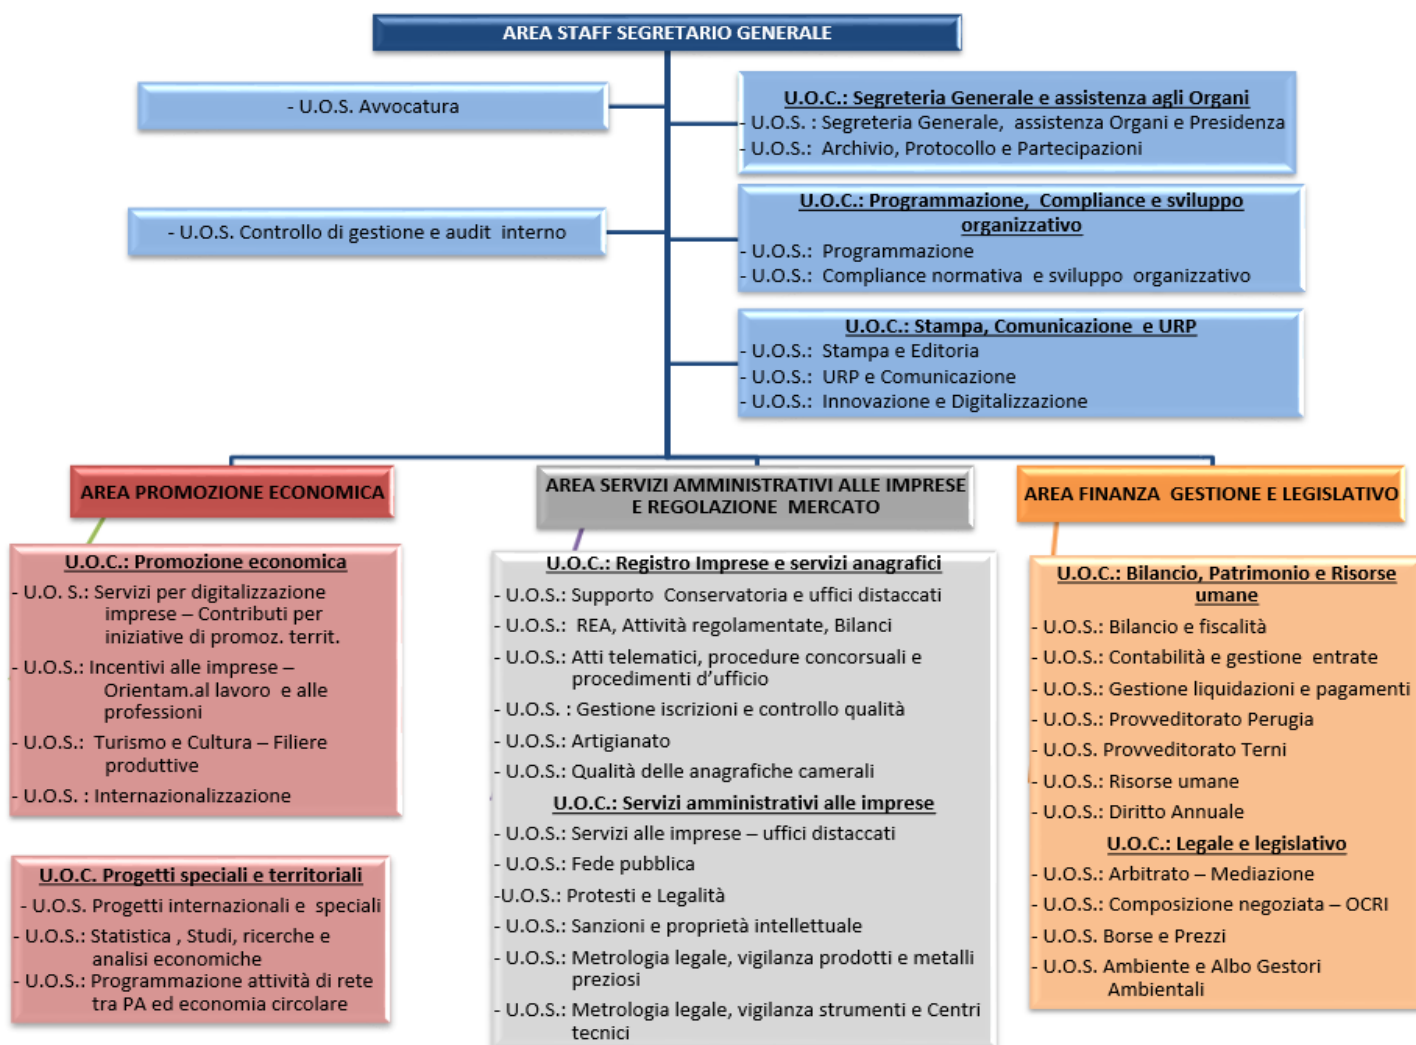 AREA STAFF SEGRETARIO GENERALE
- U.O.S. Avvocatura
U.O.C.: Segreteria Generale e assistenza agli Organi
- U.O.S. : Segreteria Generale, assistenza Organi e Presidenza
- U.O.S.: Archivio, Protocollo e Partecipazioni
- U.O.S. Controllo di gestione e audit interno
U.O.C.: Programmazione, Compliance e sviluppo
organizzativo
- U.O.S.: Programmazione
- U.O.S.: Compliance normativa e sviluppo organizzativo
U.O.C.: Stampa, Comunicazione e URP
- U.O.S.: Stampa e Editoria
- U.O.S.: URP e Comunicazione
- U.O.S.: Innovazione e Digitalizzazione
AREA PROMOZIONE ECONOMICA
U.O.C.: Promozione economica
- U.O. S.: Servizi per digitalizzazione
imprese – Contributi per
iniziative di promoz. territ.
- U.O.S.: Incentivi alle imprese –
Orientam.al lavoro e alle
professioni
- U.O.S.: Turismo e Cultura – Filiere
produttive
- U.O.S. : Internazionalizzazione
U.O.C. Progetti speciali e territoriali
- U.O.S. Progetti internazionali e speciali
- U.O.S.: Statistica , Studi, ricerche e
analisi economiche
- U.O.S.: Programmazione attività di rete
tra PA ed economia circolare
AREA SERVIZI AMMINISTRATIVI ALLE IMPRESE
E REGOLAZIONE MERCATO
U.O.C.: Registro Imprese e servizi anagrafici
- U.O.S.: Supporto Conservatoria e uffici distaccati
- U.O.S.: REA, Attività regolamentate, Bilanci
- U.O.S.: Atti telematici, procedure concorsuali e
procedimenti d'ufficio
- U.O.S. : Gestione iscrizioni e controllo qualità
- U.O.S.: Artigianato
- U.O.S.: Qualità delle anagrafiche camerali
U.O.C.: Servizi amministrativi alle imprese
- U.O.S.: Servizi alle imprese – uffici distaccati
- U.O.S.: Fede pubblica
-U.O.S.: Protesti e Legalità
- U.O.S.: Sanzioni e proprietà intellettuale
- U.O.S.: Metrologia legale, vigilanza prodotti e metalli
preziosi
- U.O.S.: Metrologia legale, vigilanza strumenti e Centri
tecnici
AREA FINANZA GESTIONE E LEGISLATIVO
U.O.C.: Bilancio, Patrimonio e Risorse
umane
- U.O.S.: Bilancio e fiscalità
- U.O.S.: Contabilità e gestione entrate
- U.O.S.: Gestione liquidazioni e pagamenti
- U.O.S.: Provveditorato Perugia
- U.O.S. Provveditorato Terni
- U.O.S.: Risorse umane
- U.O.S.: Diritto Annuale
U.O.C.: Legale e legislativo
- U.O.S.: Arbitrato – Mediazione
- U.O.S.: Composizione negoziata – OCRI
- U.O.S. Borse e Prezzi
- U.O.S. Ambiente e Albo Gestori
Ambientali